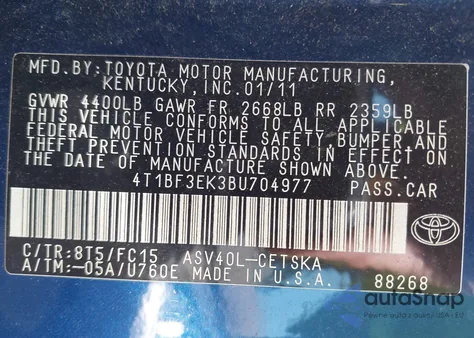 MFD.BY: TOYOTA MOTOR MANUFACTURING,
KENTUCKY, INC. 01/11
GVWR 4400LB GAWR FR 2668LB RR 2359LB
THIS VEHICLE CONFORMS TO ALL APPLICABLE
FEDERAL MOTOR VEHICLE SAFETY, BUMPER, AND
THEFT PREVENTION STANDARDS IN EFFECT ON
THE DATE OF MANUFACTURE SHOWN ABOVE.
4T1BF3EK3BU704977 PASS.CAR
C/TR:8T5/FC15 ASV40L-CETSKA
A/TM:-05A/U760E MADE IN U.S.A. 88268
TOYOTA
autoAstap